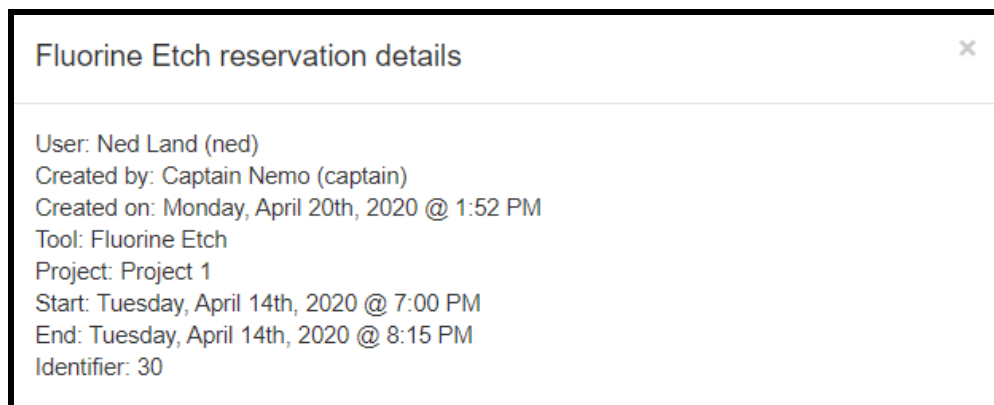 Fluorine Etch reservation details ×
User: Ned Land (ned)
Created by: Captain Nemo (captain)
Created on: Monday, April 20th, 2020 @ 1:52 PM
Tool: Fluorine Etch
Project: Project 1
Start: Tuesday, April 14th, 2020 @ 7:00 PM
End: Tuesday, April 14th, 2020 @ 8:15 PM
Identifier: 30